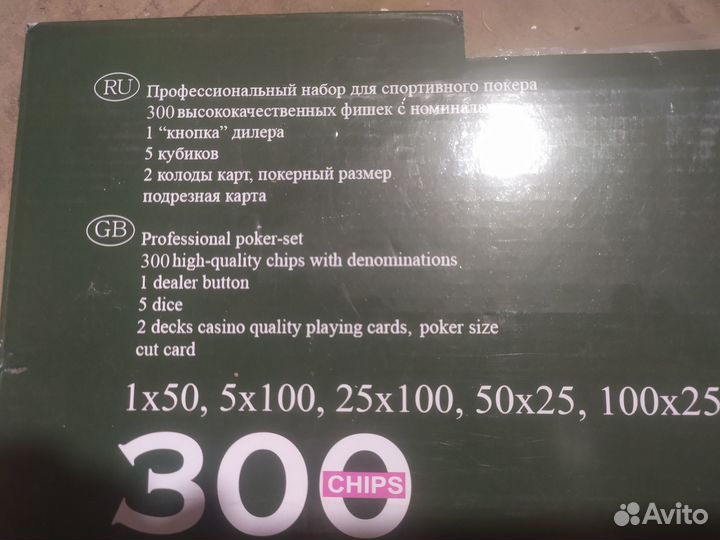 RU Профессиональный набор для спортивного покера
300 высококачественных фишек с
1 “кнопка” дилера
5 кубиков
2 колоды карт, покерный размер
подрезная карта
GB Professional poker-set
300 high-quality chips with denominations
1 dealer button
5 dice
2 decks casino quality playing cards, poker size
cut card
1x50, 5x100, 25x100, 50x25, 100x25
300
CHIPS
Avito